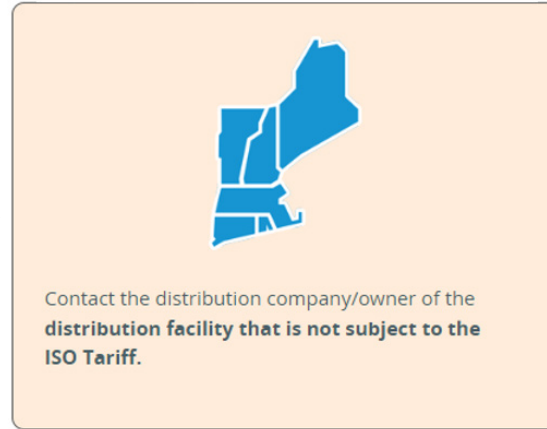 Contact the distribution company/owner of the
distribution facility that is not subject to the
ISO Tariff.